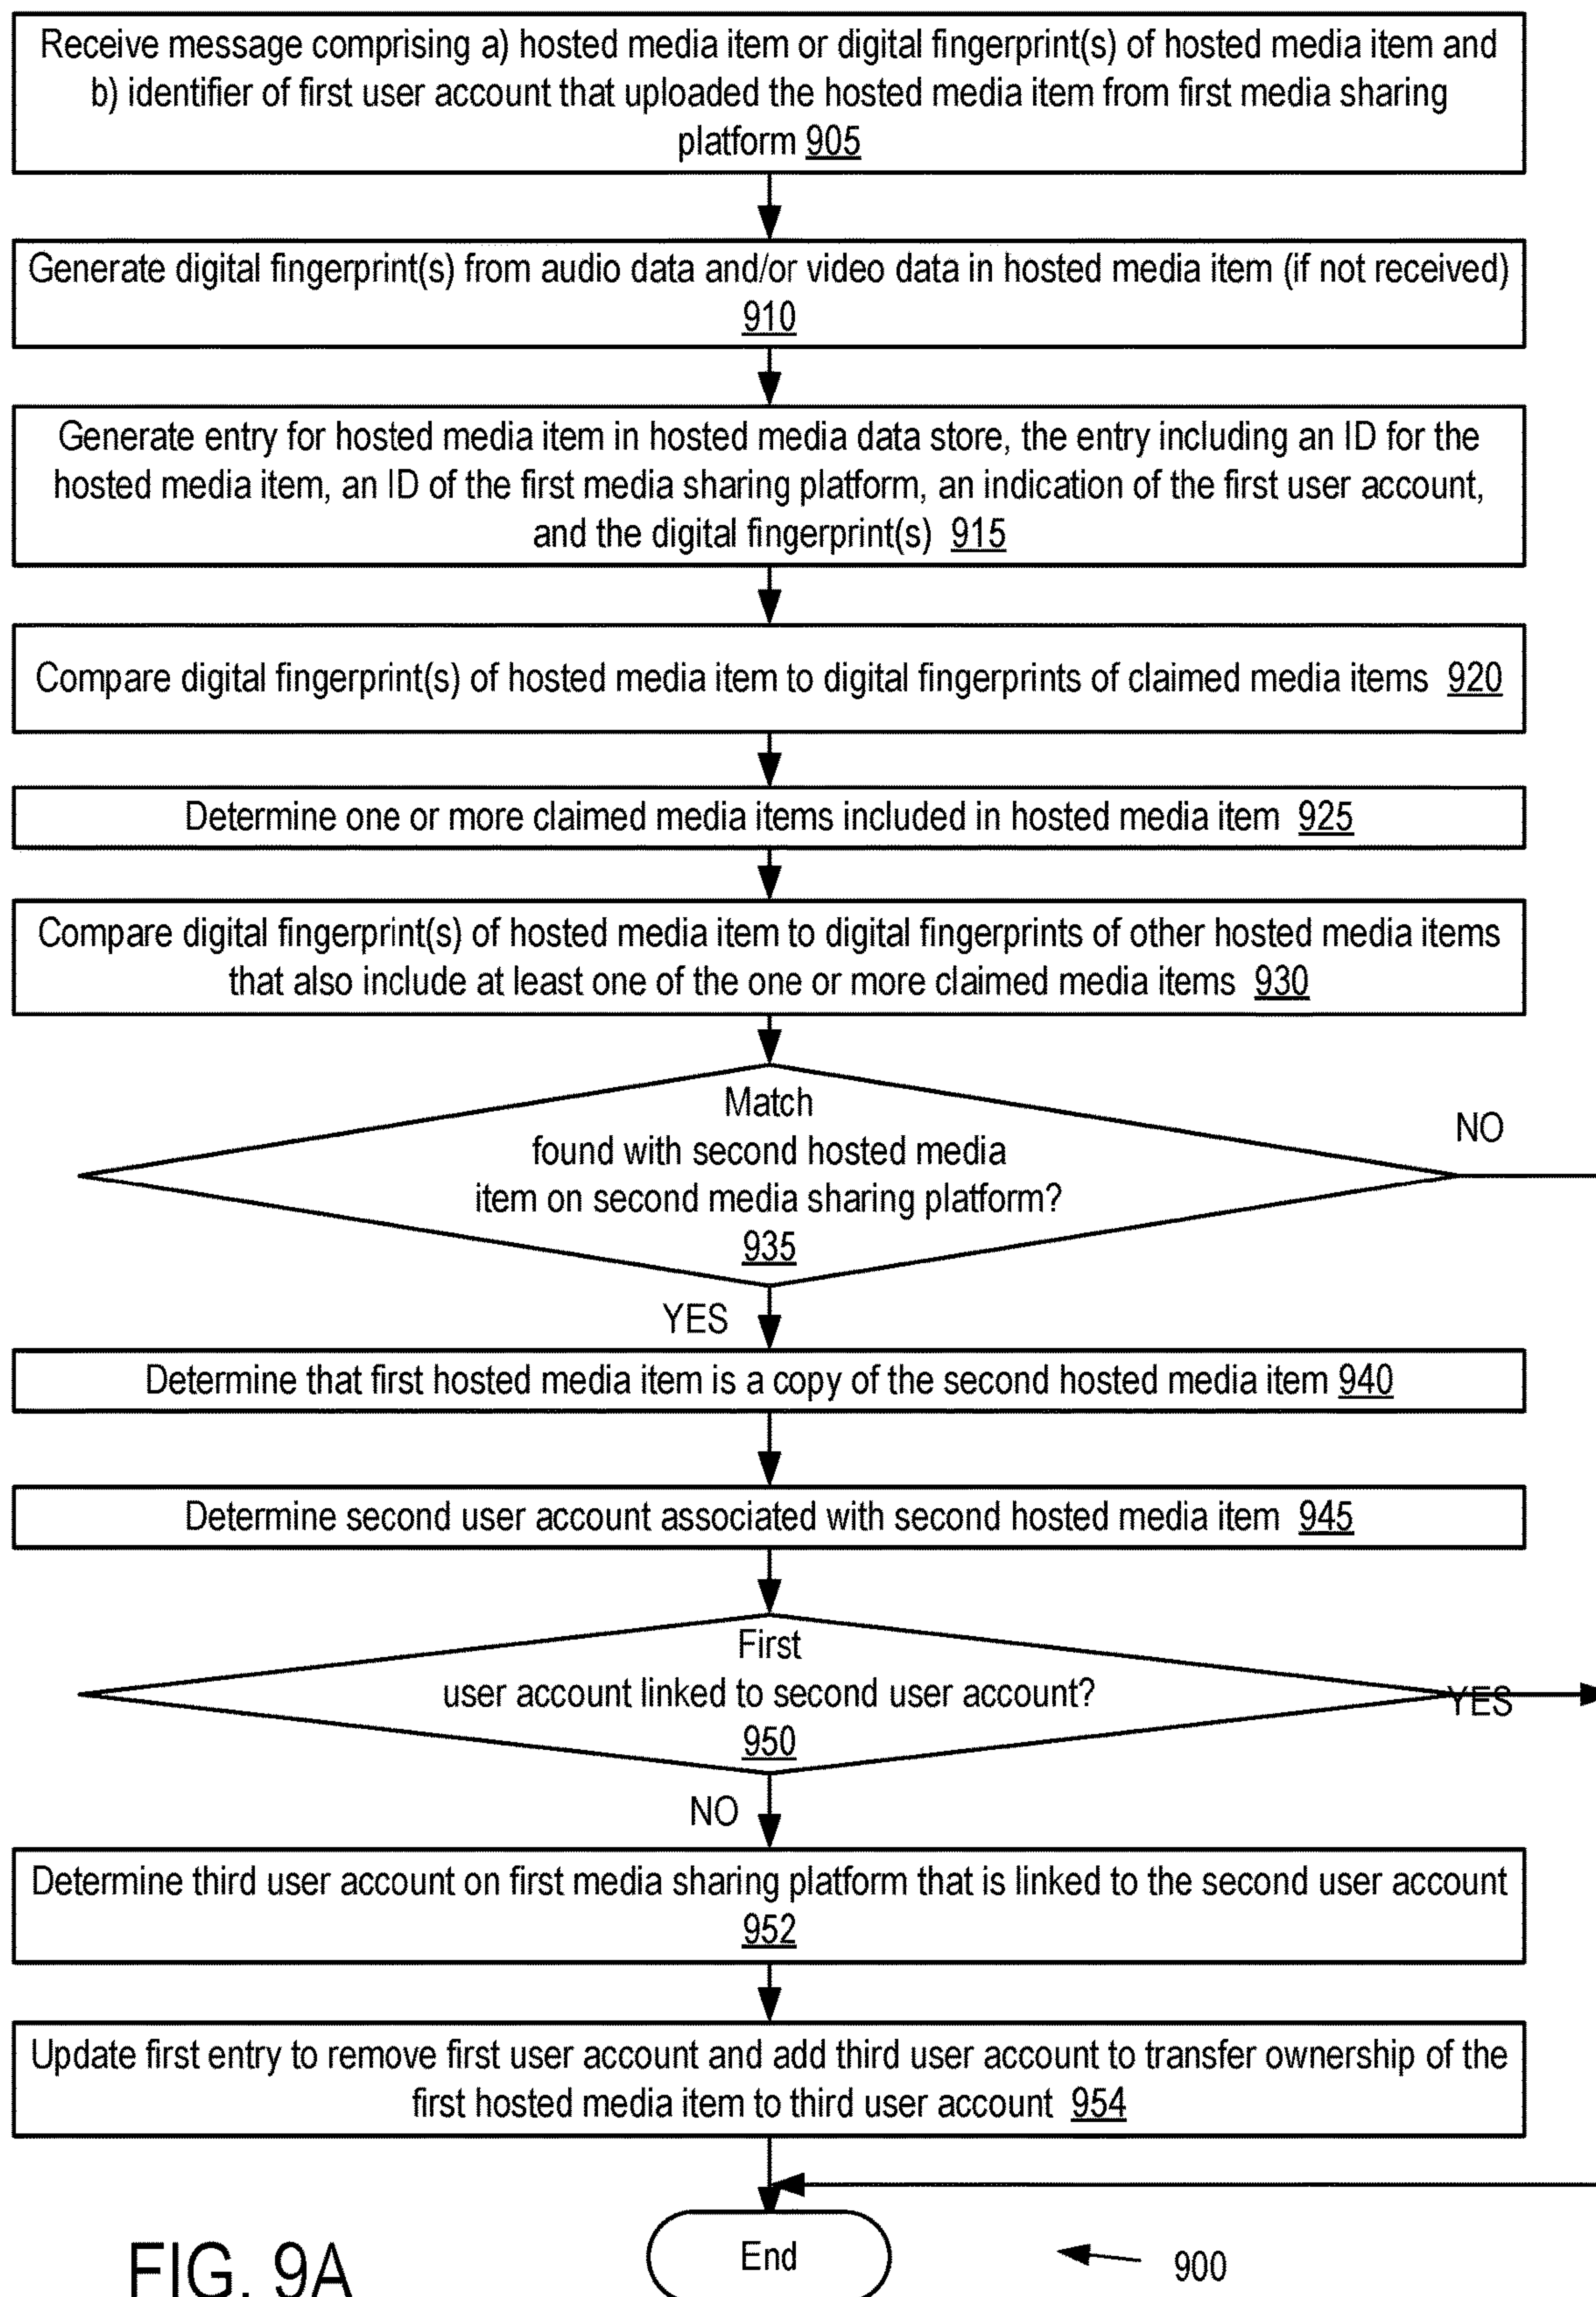 Receive message comprising a) hosted media item or digital fingerprint(s) of hosted media item and
b) identifier of first user account that uploaded the hosted media item from first media sharing
platform 905
Generate digital fingerprint(s) from audio data and/or video data in hosted media item (if not received)
910
Generate entry for hosted media item in hosted media data store, the entry including an ID for the
hosted media item, an ID of the first media sharing platform, an indication of the first user account,
and the digital fingerprint(s) 915
Compare digital fingerprint(s) of hosted media item to digital fingerprints of claimed media items 920
Determine one or more claimed media items included in hosted media item 925
Compare digital fingerprint(s) of hosted media item to digital fingerprints of other hosted media items
that also include at least one of the one or more claimed media items 930
Match
found with second hosted media
item on second media sharing platform?
935
NO
YES
Determine that first hosted media item is a copy of the second hosted media item 940
Determine second user account associated with second hosted media item 945
First
user account linked to second user account?
950
YES
NO
Determine third user account on first media sharing platform that is linked to the second user account
952
Update first entry to remove first user account and add third user account to transfer ownership of the
first hosted media item to third user account 954
End
900
FIG. 9A